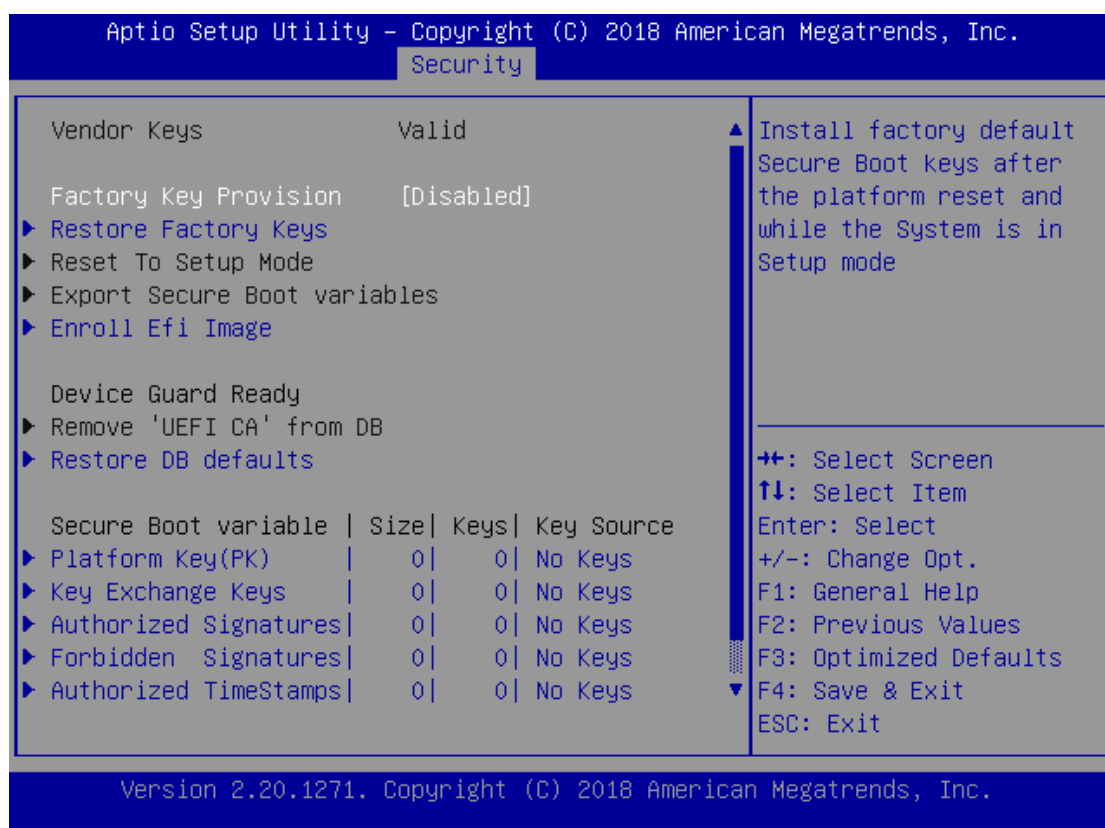 Aptio Setup Utility – Copyright (C) 2018 American Megatrends, Inc.
Security
Vendor Keys Valid
Factory Key Provision [Disabled]
Restore Factory Keys
Reset To Setup Mode
Export Secure Boot variables
Enroll Efi Image
Device Guard Ready
Remove 'UEFI CA' from DB
Restore DB defaults
Secure Boot variable | Size| Keys| Key Source
Platform Key(PK) | 0| 0| No Keys
Key Exchange Keys | 0| 0| No Keys
Authorized Signatures| 0| 0| No Keys
Forbidden Signatures| 0| 0| No Keys
Authorized TimeStamps| 0| 0| No Keys
Install factory default
Secure Boot keys after
the platform reset and
while the System is in
Setup mode
→←: Select Screen
↑↓: Select Item
Enter: Select
+/-: Change Opt.
F1: General Help
F2: Previous Values
F3: Optimized Defaults
F4: Save & Exit
ESC: Exit
Version 2.20.1271. Copyright (C) 2018 American Megatrends, Inc.